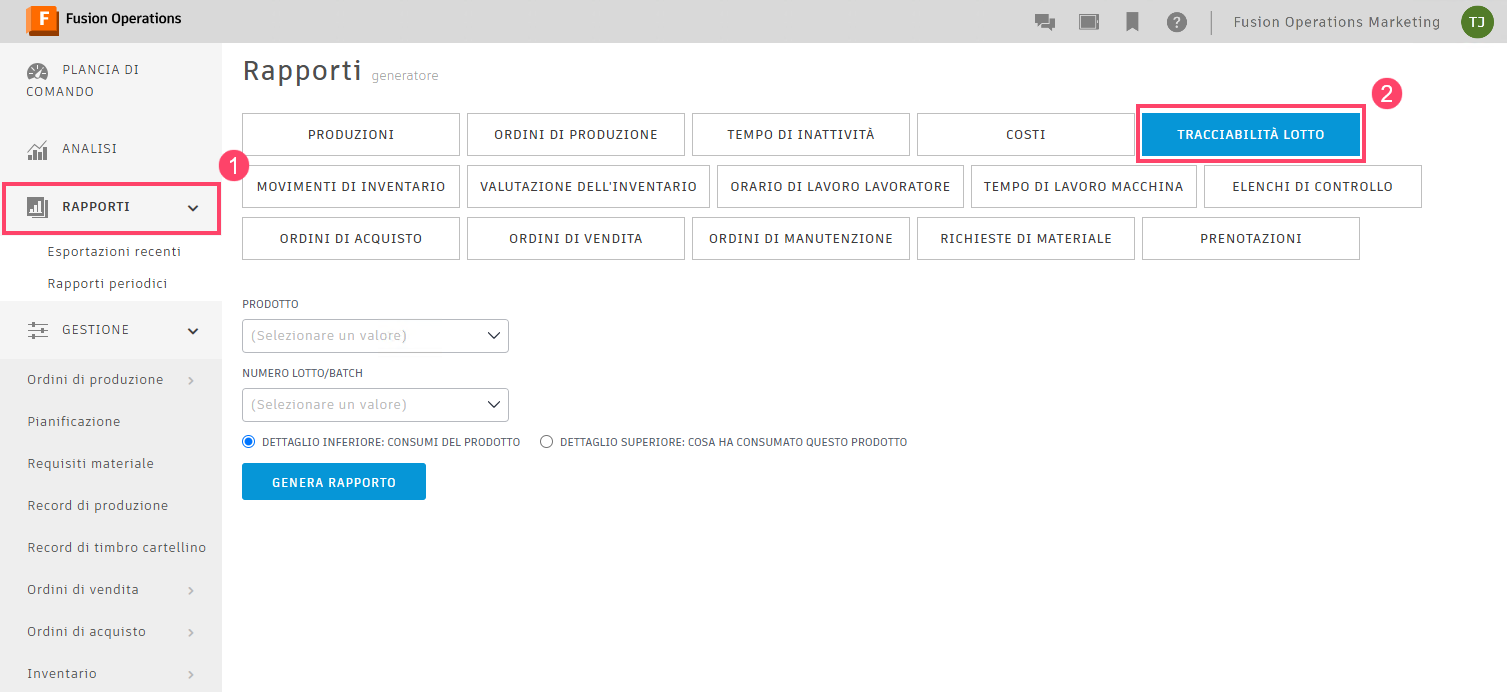 F Fusion Operations
? Fusion Operations Marketing TJ
PLANCIA DI
COMANDO
ANALISI
1
RAPPORTI
Esportazioni recenti
Rapporti periodici
GESTIONE
Ordini di produzione
Pianificazione
Requisiti materiale
Record di produzione
Record di timbro cartellino
Ordini di vendita
Ordini di acquisto
Inventario
Rapporti generatore
2
PRODUZIONI ORDINI DI PRODUZIONE TEMPO DI INATTIVITÀ COSTI TRACCIABILITÀ LOTTO
MOVIMENTI DI INVENTARIO VALUTAZIONE DELL'INVENTARIO ORARIO DI LAVORO LAVORATORE TEMPO DI LAVORO MACCHINA ELENCHI DI CONTROLLO
ORDINI DI ACQUISTO ORDINI DI VENDITA ORDINI DI MANUTENZIONE RICHIESTE DI MATERIALE PRENOTAZIONI
PRODOTTO
(Selezionare un valore)
NUMERO LOTTO/BATCH
(Selezionare un valore)
DETTAGLIO INFERIORE: CONSUMI DEL PRODOTTO DETTAGLIO SUPERIORE: COSA HA CONSUMATO QUESTO PRODOTTO
GENERA RAPPORTO